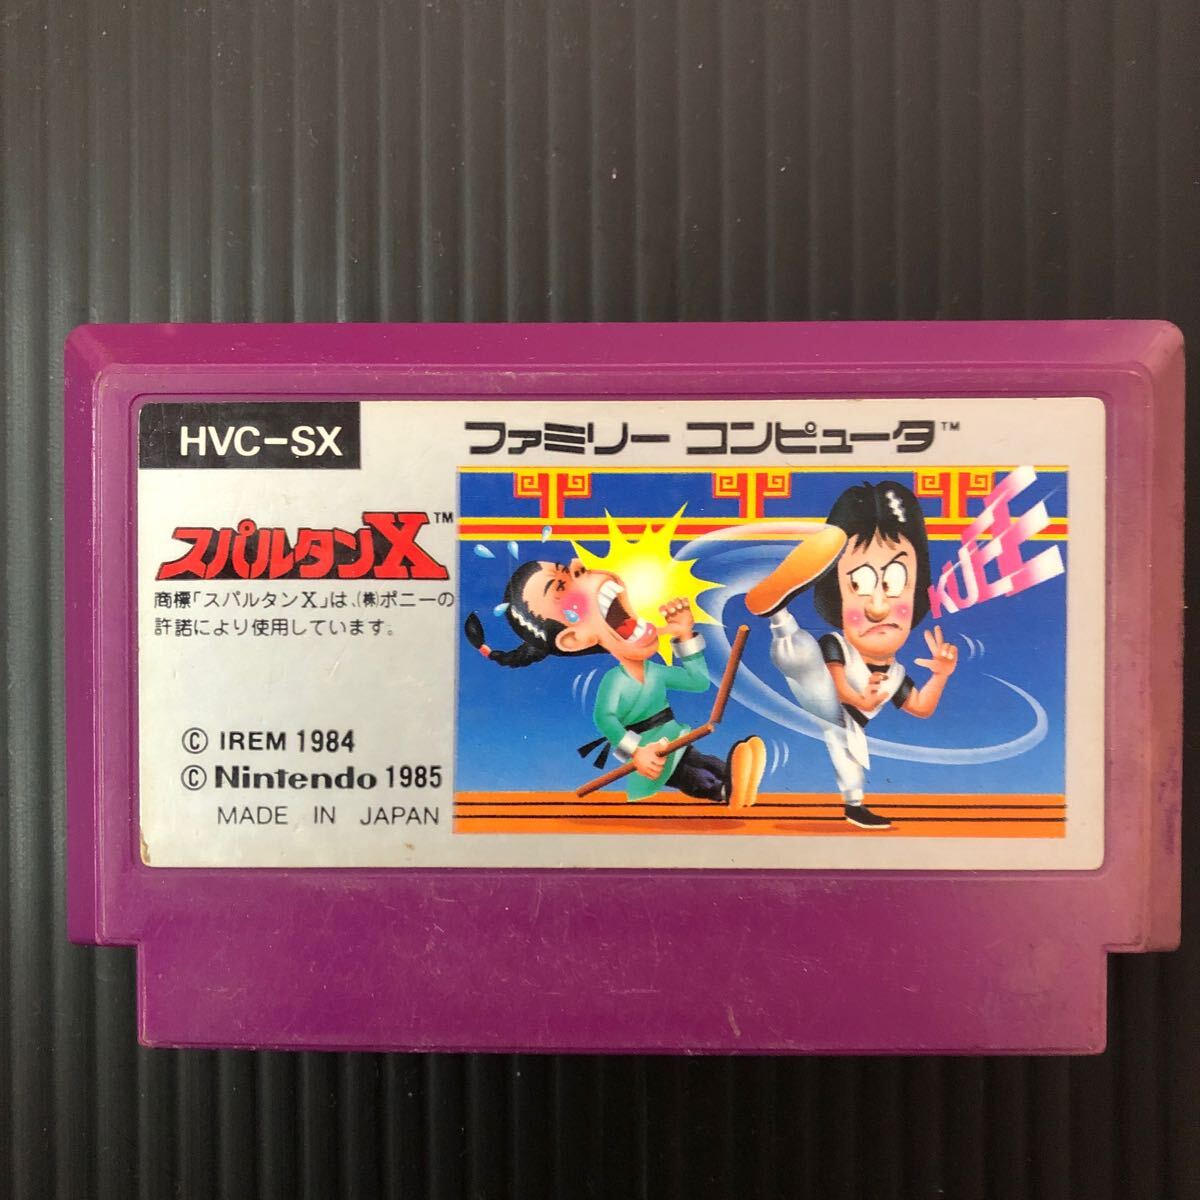 HVC-SX
ファミリー コンピュータ™
スパルタンX™
商標「スパルタンX」は、(株)ポニーの
許諾により使用しています。
© IREM 1984
© Nintendo 1985
MADE IN JAPAN
KUEEE